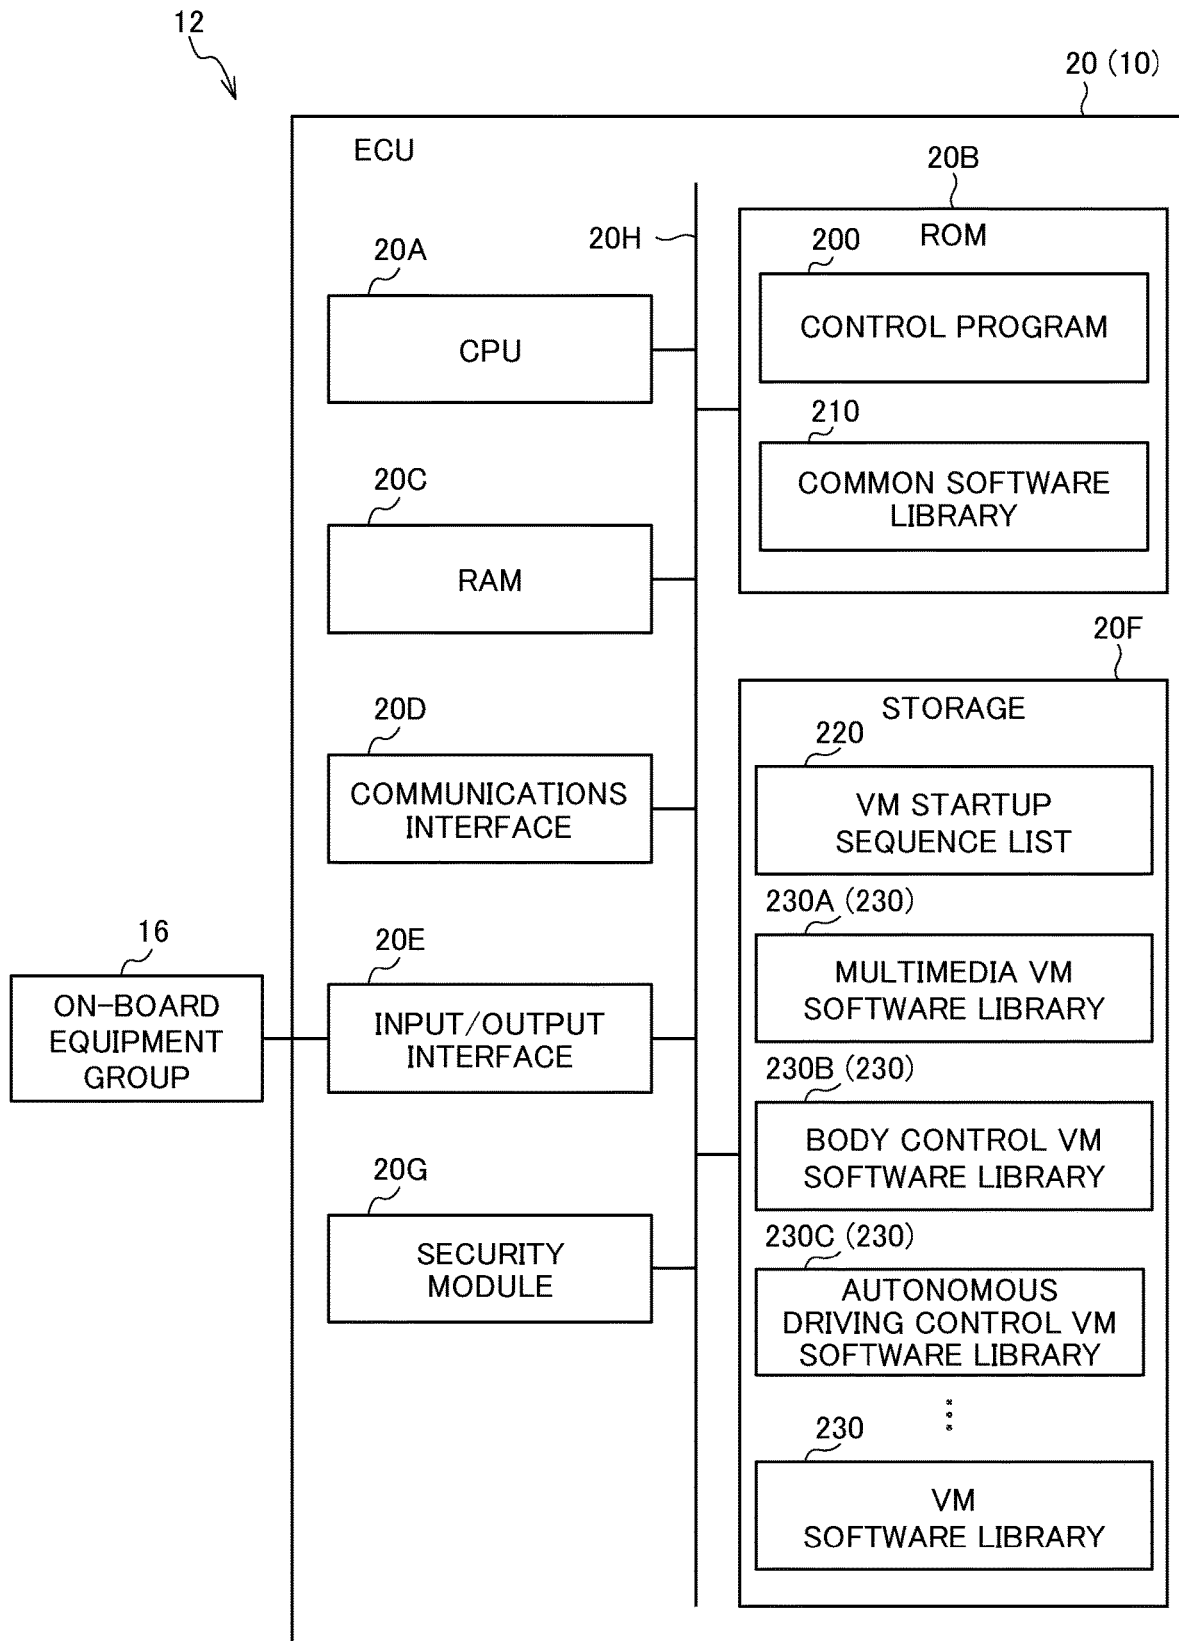 12
20 (10)
ECU
20A
CPU
20C
RAM
20D
COMMUNICATIONS
INTERFACE
16
ON-BOARD
EQUIPMENT
GROUP
20E
INPUT/OUTPUT
INTERFACE
20G
SECURITY
MODULE
20H
20B
ROM
200
CONTROL PROGRAM
210
COMMON SOFTWARE
LIBRARY
20F
STORAGE
220
VM STARTUP
SEQUENCE LIST
230A (230)
MULTIMEDIA VM
SOFTWARE LIBRARY
230B (230)
BODY CONTROL VM
SOFTWARE LIBRARY
230C (230)
AUTONOMOUS
DRIVING CONTROL VM
SOFTWARE LIBRARY
230
VM
SOFTWARE LIBRARY